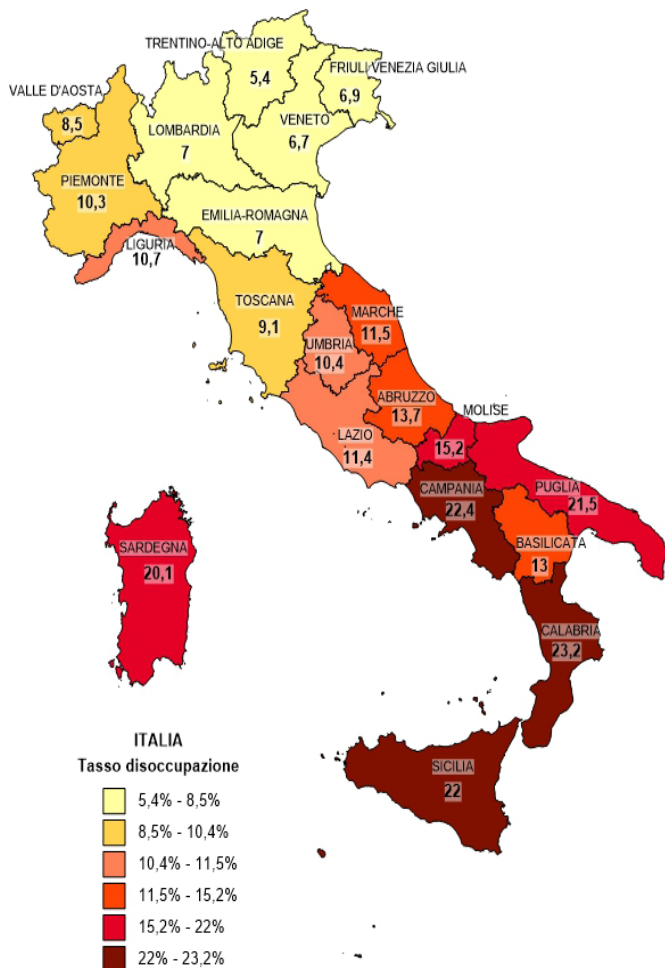 TRENTINO-ALTO ADIGE
5,4
FRIULI VENEZIA GIULIA
6,9
VALLE D'AOSTA
8,5
LOMBARDIA
7
VENETO
6,7
PIEMONTE
10,3
EMILIA-ROMAGNA
7
LIGURIA
10,7
TOSCANA
9,1
MARCHE
11,5
UMBRIA
10,4
ABRUZZO
13,7
MOLISE
15,2
LAZIO
11,4
CAMPANIA
22,4
PUGLIA
21,5
BASILICATA
13
SARDEGNA
20,1
CALABRIA
23,2
SICILIA
22
ITALIA
Tasso disoccupazione
5,4% - 8,5%
8,5% - 10,4%
10,4% - 11,5%
11,5% - 15,2%
15,2% - 22%
22% - 23,2%